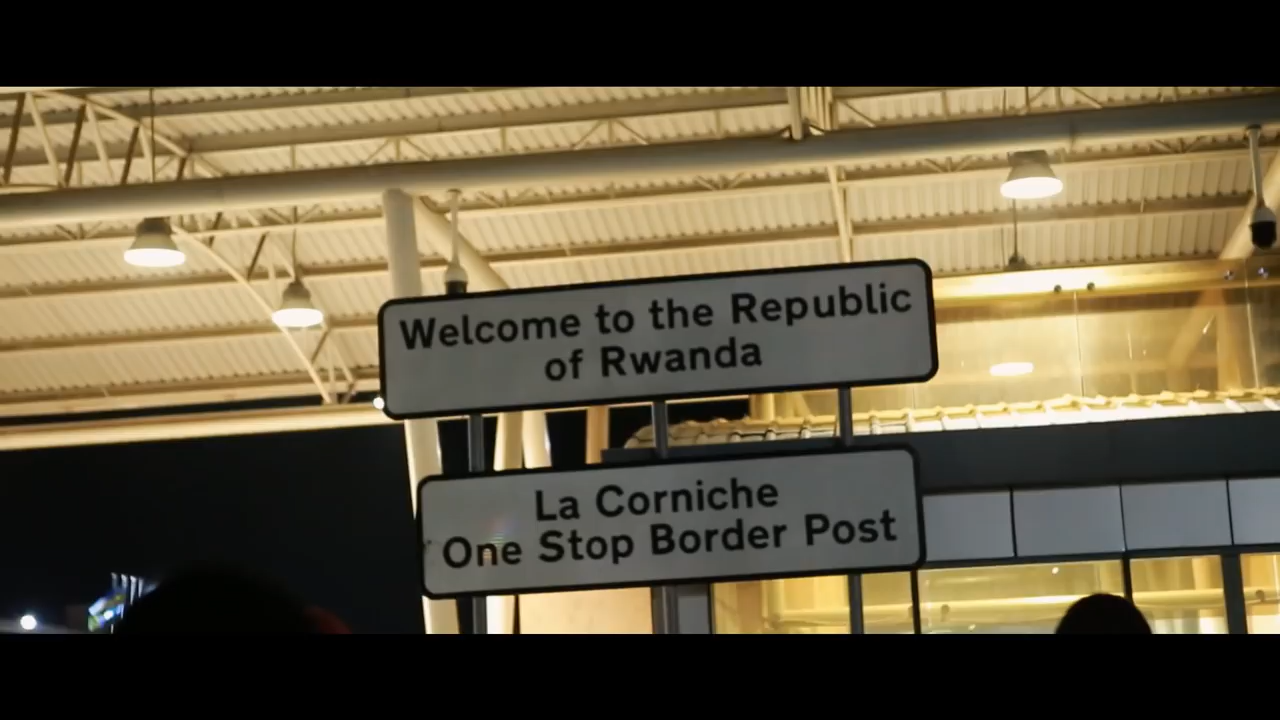 Welcome to the Republic
of Rwanda
La Corniche
One Stop Border Post